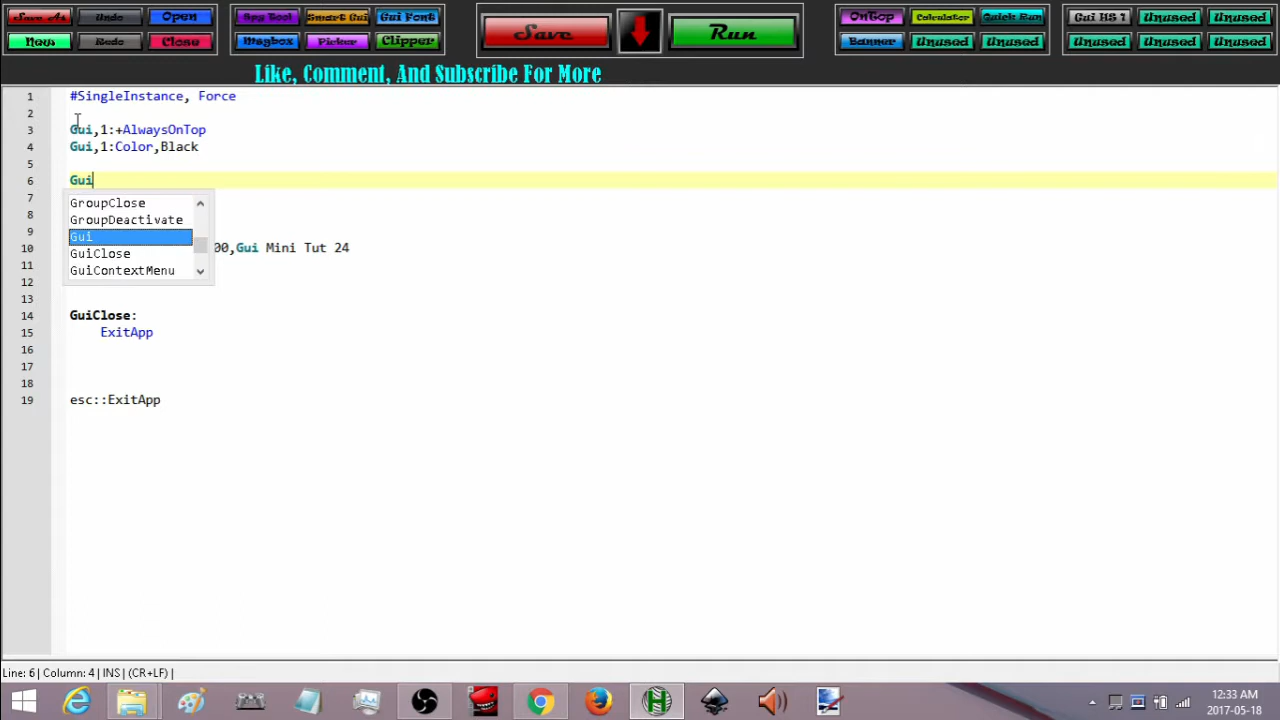 Save As Undo Open Spy Tool Smart Gui Gui Font Save Run OnTop Calculator Quick Run Gui HS 1 Unused Unused
New Redo Close Msgbox Picker Clipper Banner Unused Unused Unused Unused Unused
Like, Comment, And Subscribe For More
1 #SingleInstance, Force
2
3 Gui,1:+AlwaysOnTop
4 Gui,1:Color,Black
5
6 Gui
7 GroupClose
8 GroupDeactivate
9 Gui
10 GuiClose 00,Gui Mini Tut 24
11 GuiContextMenu
12
13
14 GuiClose:
15 ExitApp
16
17
18
19 esc::ExitApp
Line: 6 | Column: 4 | INS | (CR+LF) |
12:33 AM
2017-05-18